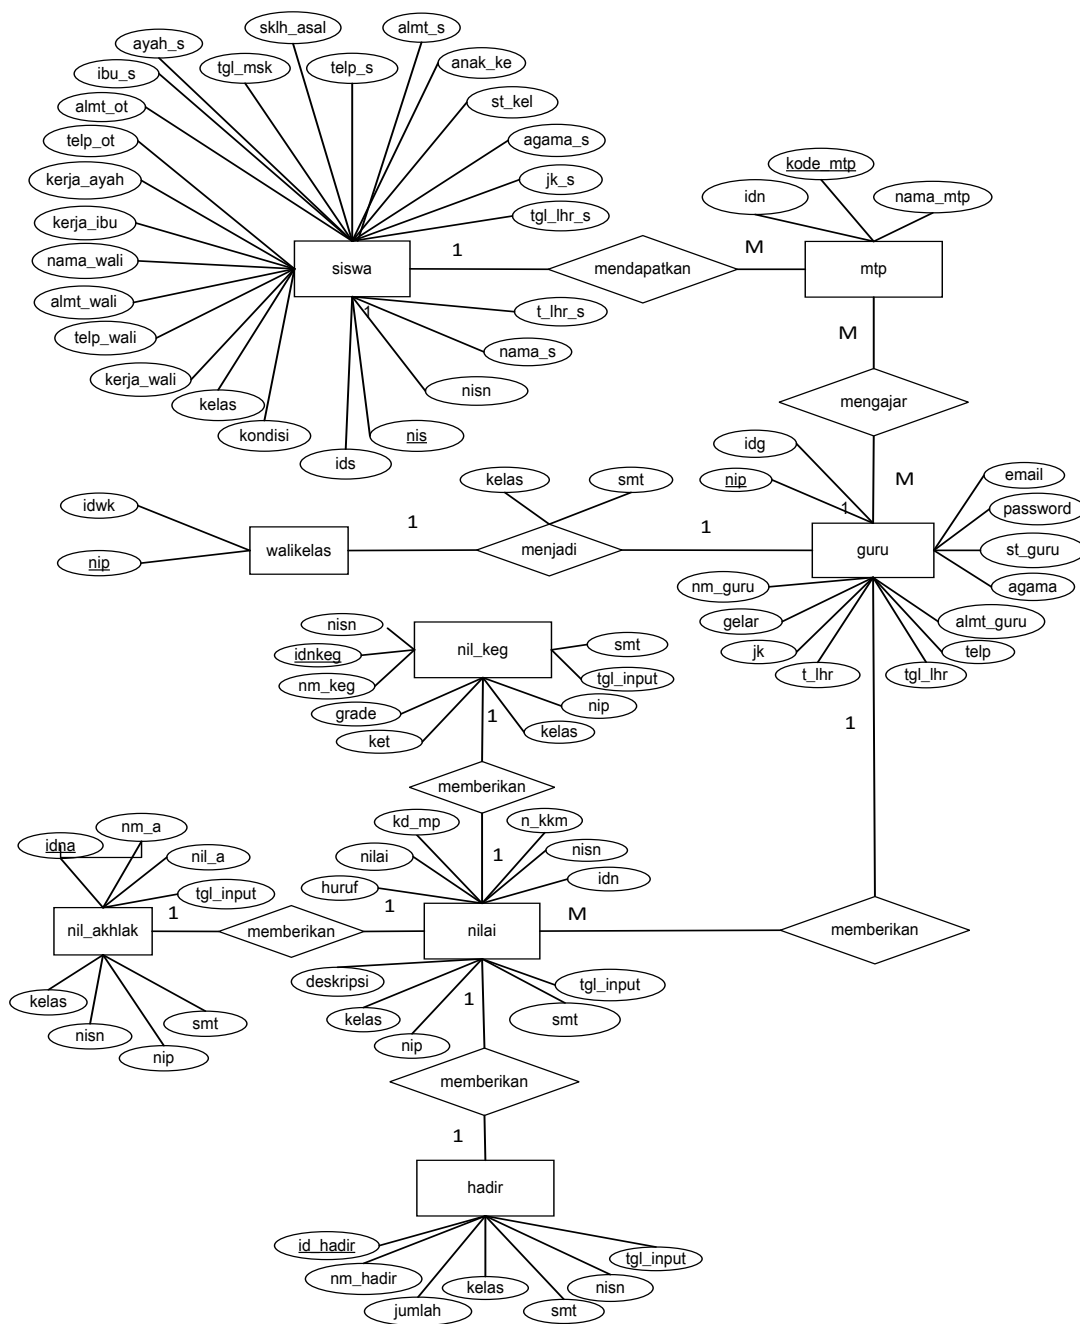 sklh_asal
almt_s
ayah_s
tgl_msk
telp_s
anak_ke
ibu_s
st_kel
almt_ot
agama_s
telp_ot
kode_mtp
kerja_ayah
jk_s
idn
nama_mtp
kerja_ibu
tgl_lhr_s
1
M
nama_wali
siswa
mendapatkan
mtp
almt_wali
1
t_lhr_s
telp_wali
M
nama_s
kerja_wali
nisn
mengajar
kelas
kondisi
nis
idg
ids
kelas
smt
nip
M
email
idwk
1
password
1
1
walikelas
menjadi
guru
st_guru
nip
nm_guru
agama
nisn
gelar
almt_guru
idnkeg
nil_keg
smt
jk
telp
nm_keg
tgl_input
t_lhr
tgl_lhr
grade
nip
ket
1
kelas
1
memberikan
kd_mp
n_kkm
nm_a
idna
nilai
1
nisn
nil_a
huruf
idn
tgl_input
1
1
M
nil_akhlak
memberikan
nilai
memberikan
deskripsi
tgl_input
kelas
kelas
1
smt
nisn
smt
nip
nip
memberikan
1
hadir
id_hadir
tgl_input
nm_hadir
kelas
nisn
jumlah
smt